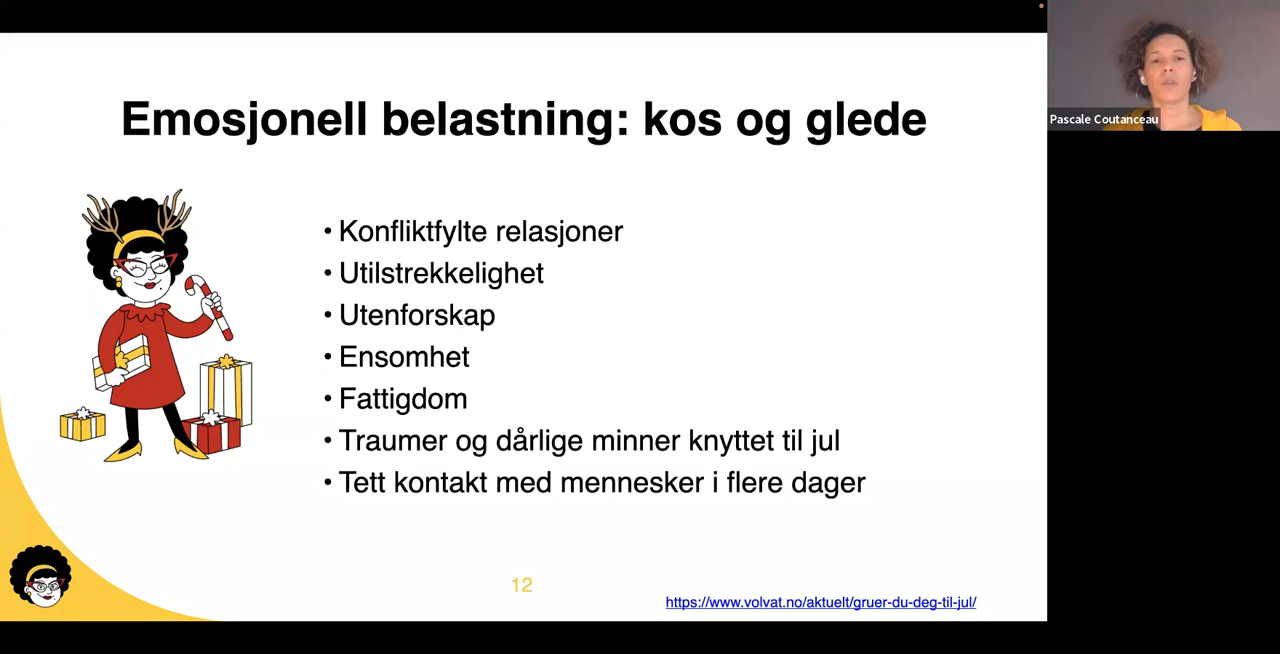 Emosjonell belastning: kos og glede
• Konfliktfylte relasjoner
• Utilstrekkelighet
• Utenforskap
• Ensomhet
• Fattigdom
• Traumer og dårlige minner knyttet til jul
• Tett kontakt med mennesker i flere dager
12
https://www.volvat.no/aktuelt/gruer-du-deg-til-jul/
Pascale Coutanceau